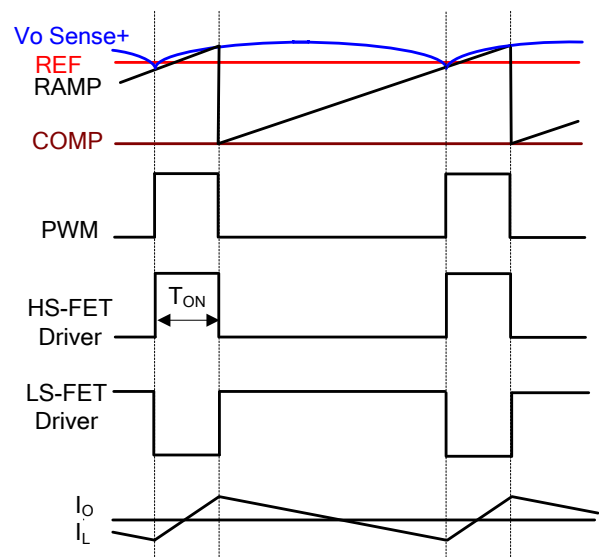 Vo Sense+
REF
RAMP
COMP
PWM
HS-FET
Driver
TON
LS-FET
Driver
IO
IL